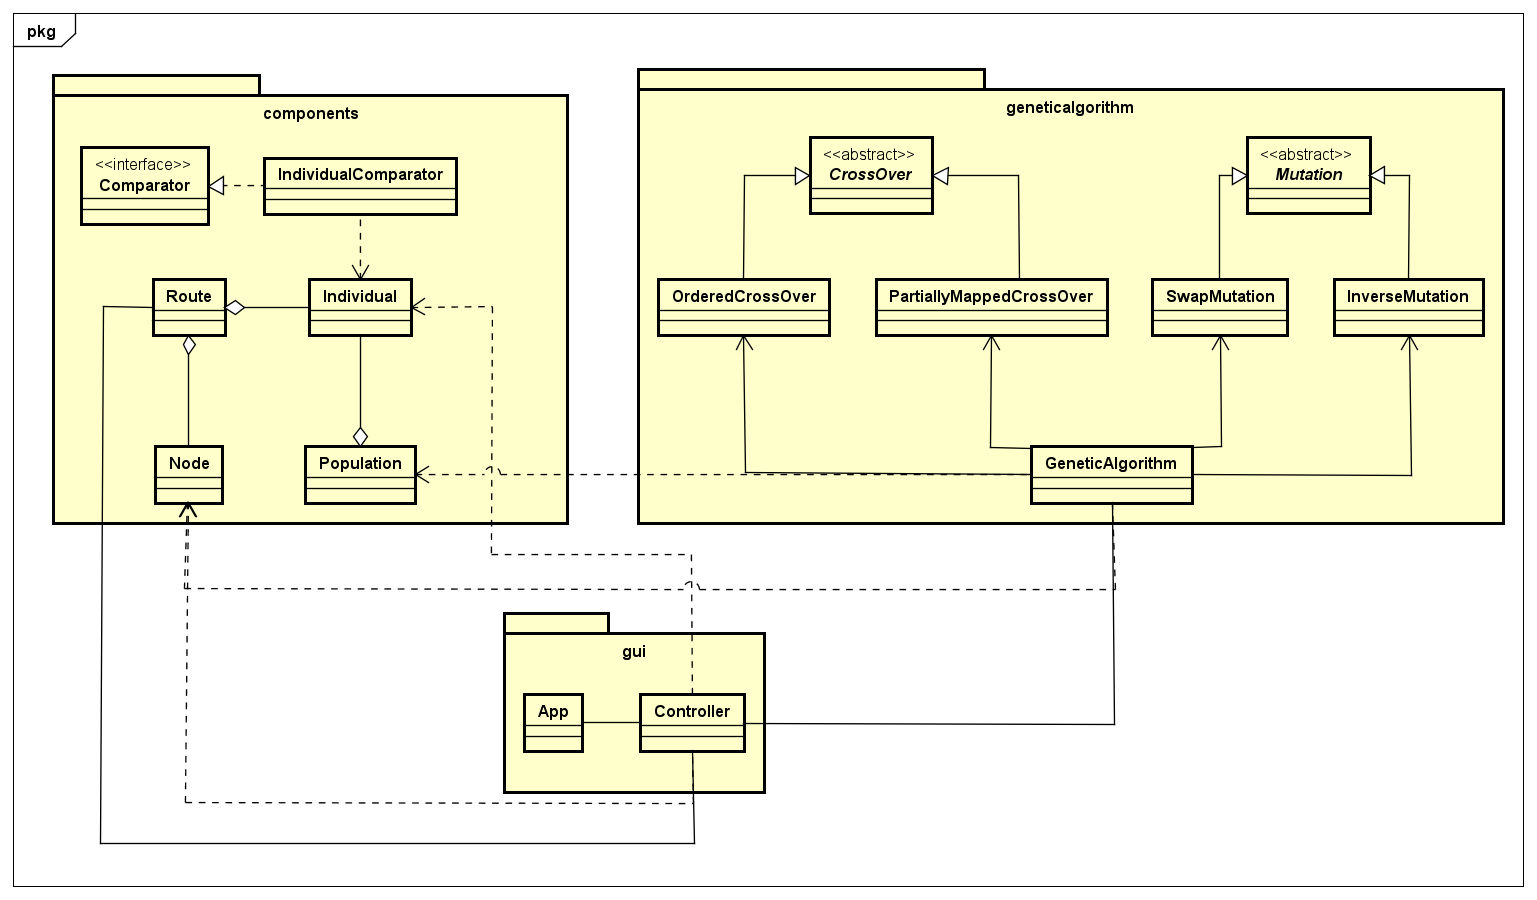 pkg
components
<<interface>>
Comparator
IndividualComparator
Route
Individual
Node
Population
geneticalgorithm
<<abstract>>
CrossOver
<<abstract>>
Mutation
OrderedCrossOver
PartiallyMappedCrossOver
SwapMutation
InverseMutation
GeneticAlgorithm
gui
App
Controller